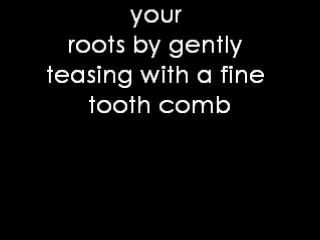 your
roots by gently
teasing with a fine
tooth comb